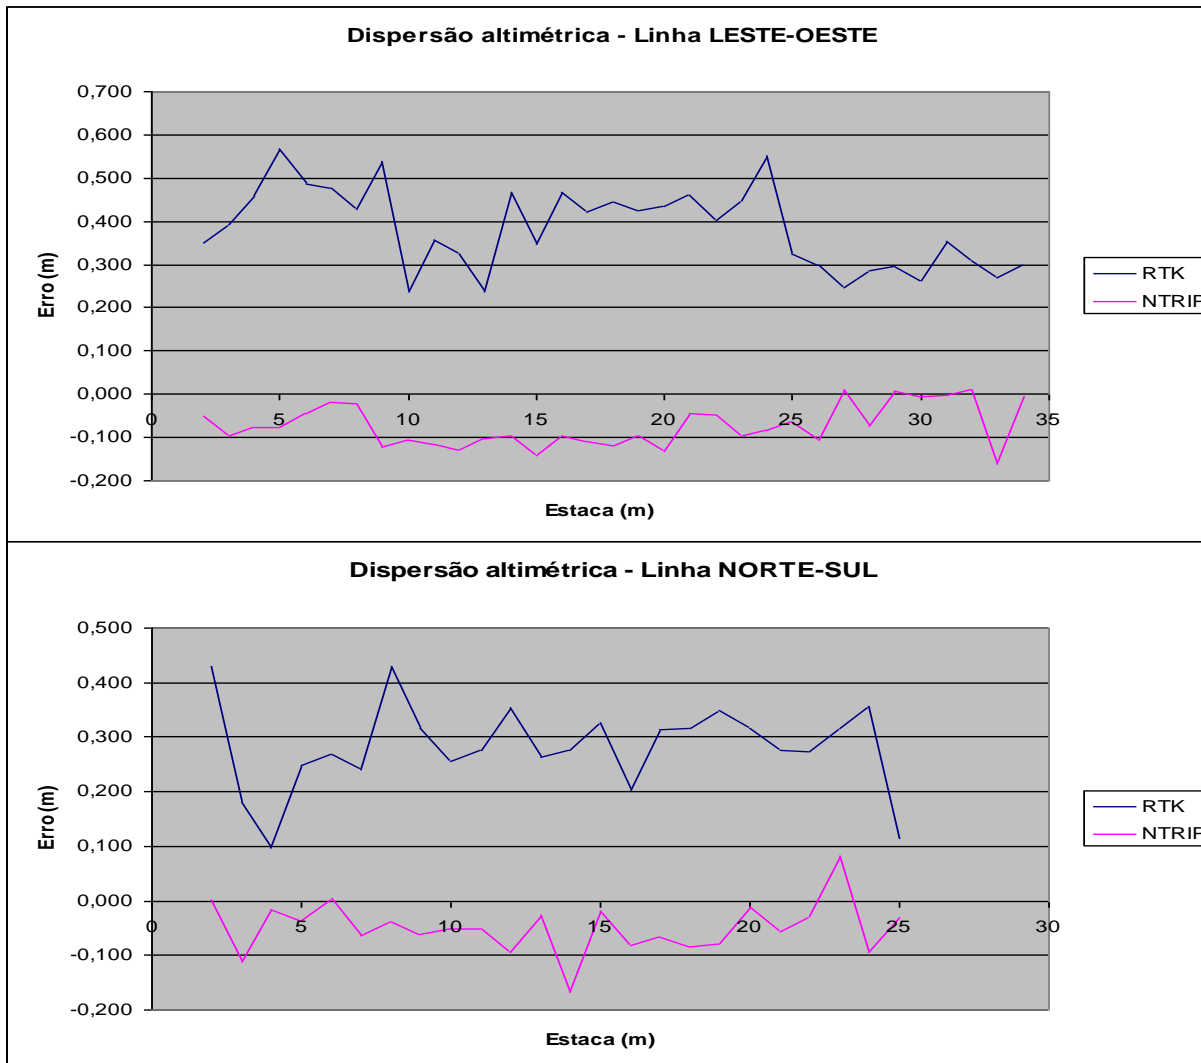 Dispersão altimétrica - Linha LESTE-OESTE
0,700
0,600
0,500
0,400
0,300
0,200
0,100
0,000
-0,100
-0,200
0 5 10 15 20 25 30 35
Erro (m)
Estaca (m)
RTK
NTRIP
Dispersão altimétrica - Linha NORTE-SUL
0,500
0,400
0,300
0,200
0,100
0,000
-0,100
-0,200
0 5 10 15 20 25 30
Erro (m)
Estaca (m)
RTK
NTRIP